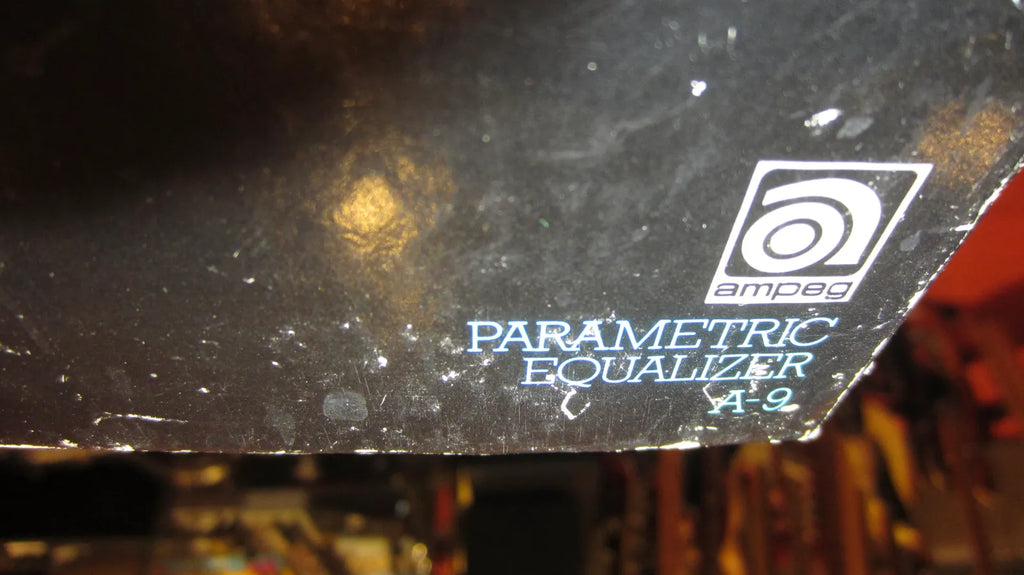 ampeg
PARAMETRIC
EQUALIZER
A-9